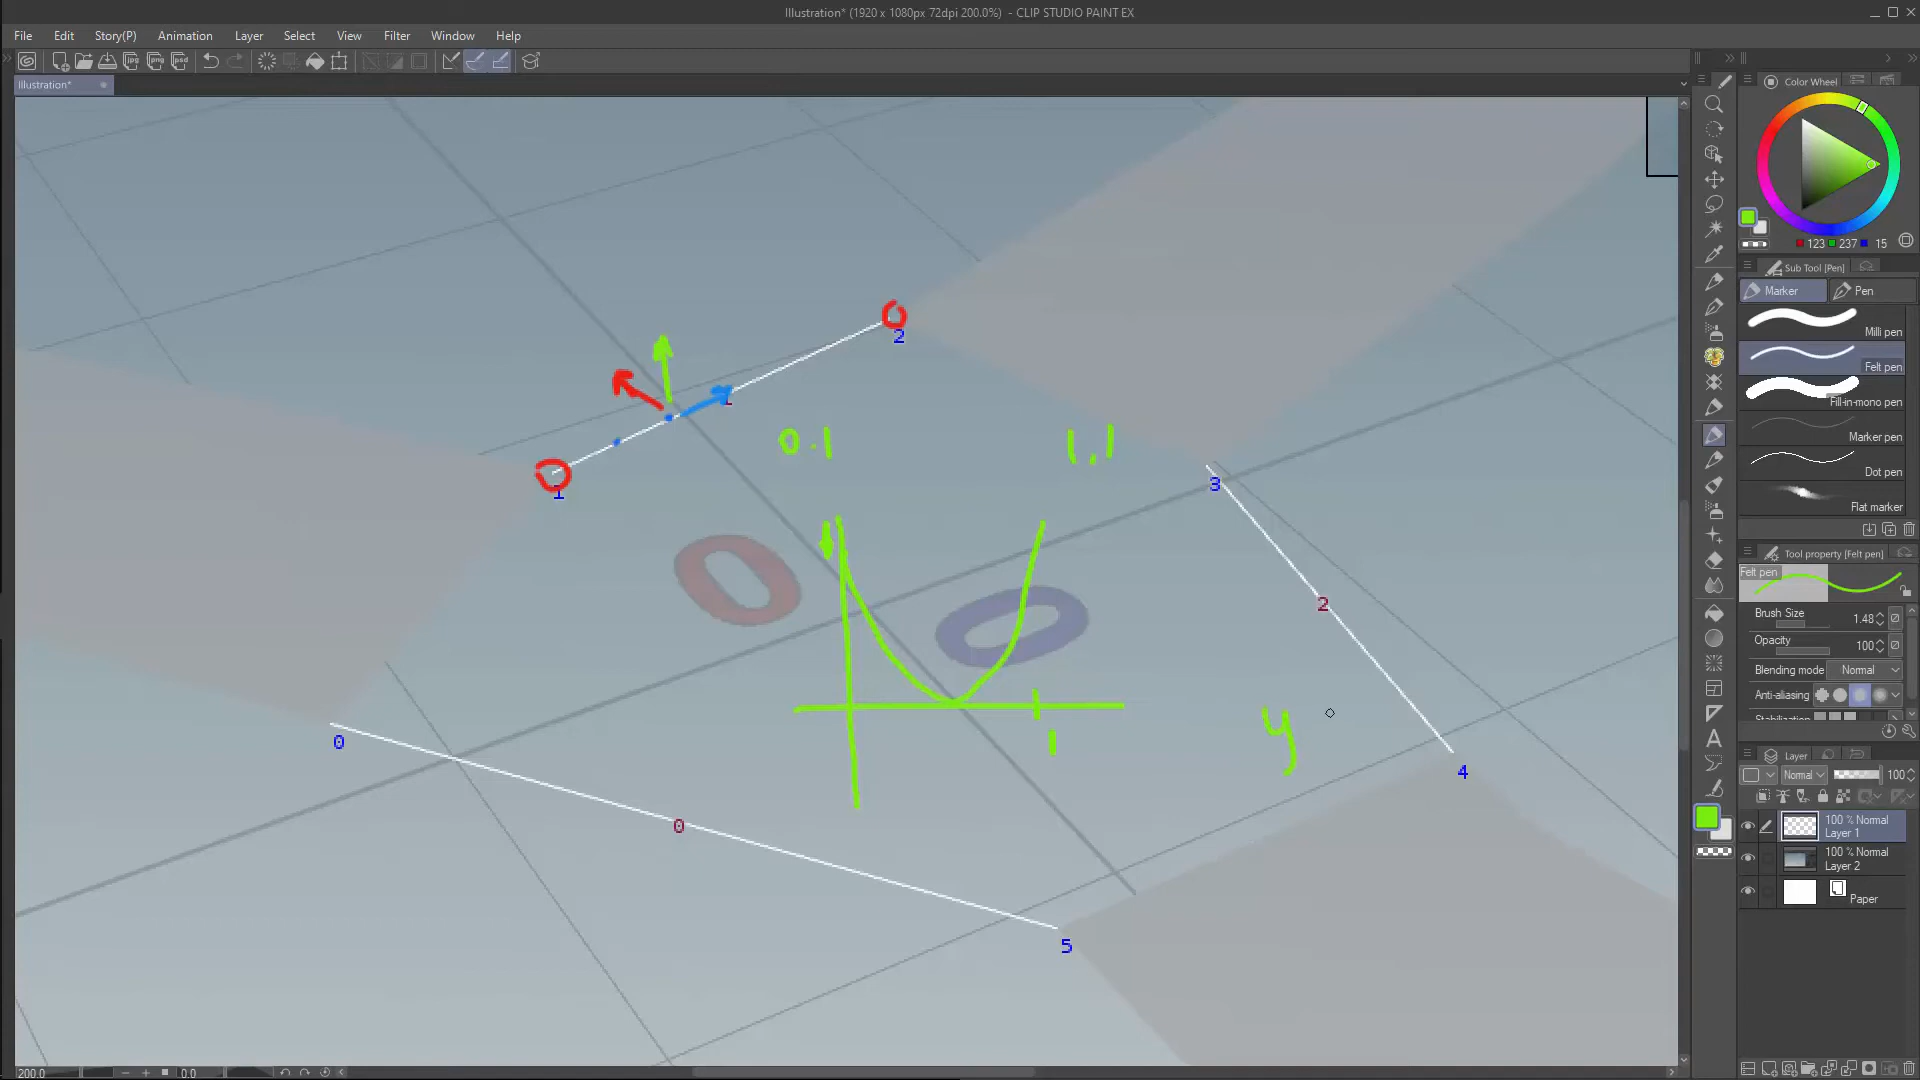 Illustration* (1920 x 1080px 72dpi 200.0%) - CLIP STUDIO PAINT EX
File Edit Story(P) Animation Layer Select View Filter Window Help
Illustration*
Color Wheel
123 237 15
Sub Tool [Pen]
Marker Pen
Milli pen
Felt pen
Fill-in-mono pen
Marker pen
Dot pen
Flat marker
Tool property [Felt pen]
Felt pen
Brush Size 1.48
Opacity 100
Blending mode Normal
Anti-aliasing
Stabilization
Layer
Normal 100
100 % Normal
Layer 1
100 % Normal
Layer 2
Paper
2
1
1
0.1
1,1
3
0
0
2
1
y
0
4
0
5
200.0
0.0